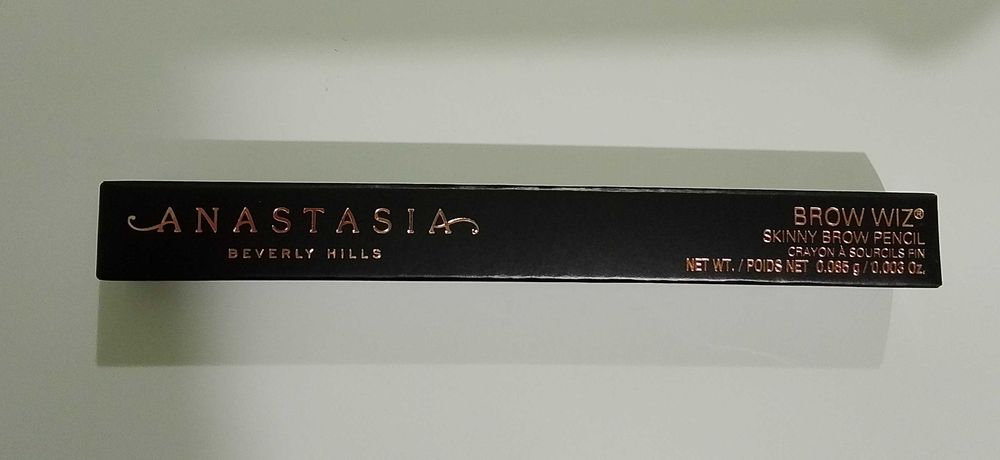 ANASTASIA
BEVERLY HILLS
BROW WIZ®
SKINNY BROW PENCIL
CRAYON À SOURCILS FIN
NET WT. / POIDS NET 0.085 g / 0.003 Oz.